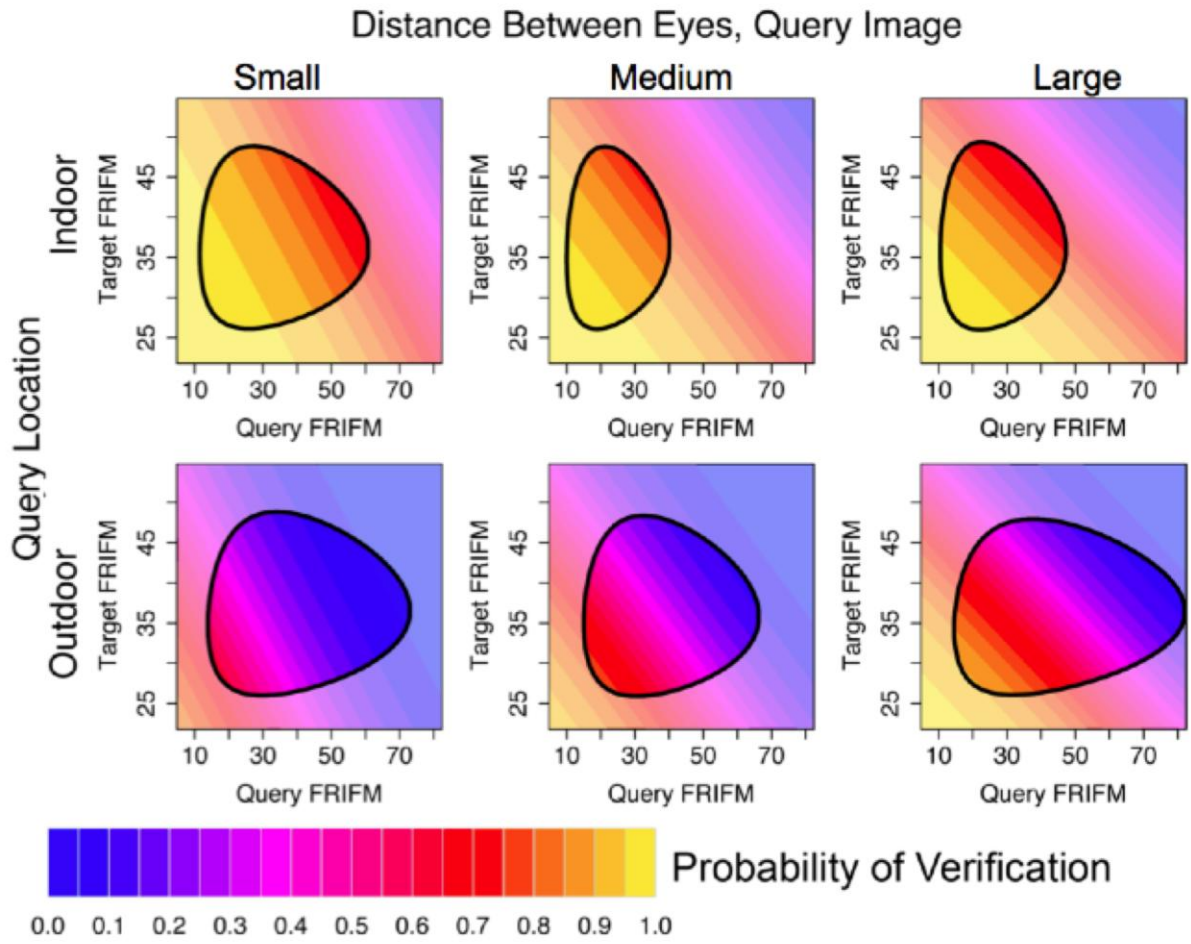 Distance Between Eyes, Query Image
Small Medium Large
Query Location
Indoor
Target FRIFM
45
35
25
10 30 50 70
Query FRIFM
Target FRIFM
45
35
25
10 30 50 70
Query FRIFM
Target FRIFM
45
35
25
10 30 50 70
Query FRIFM
Outdoor
Target FRIFM
45
35
25
10 30 50 70
Query FRIFM
Target FRIFM
45
35
25
10 30 50 70
Query FRIFM
Target FRIFM
45
35
25
10 30 50 70
Query FRIFM
Probability of Verification
0.0 0.1 0.2 0.3 0.4 0.5 0.6 0.7 0.8 0.9 1.0